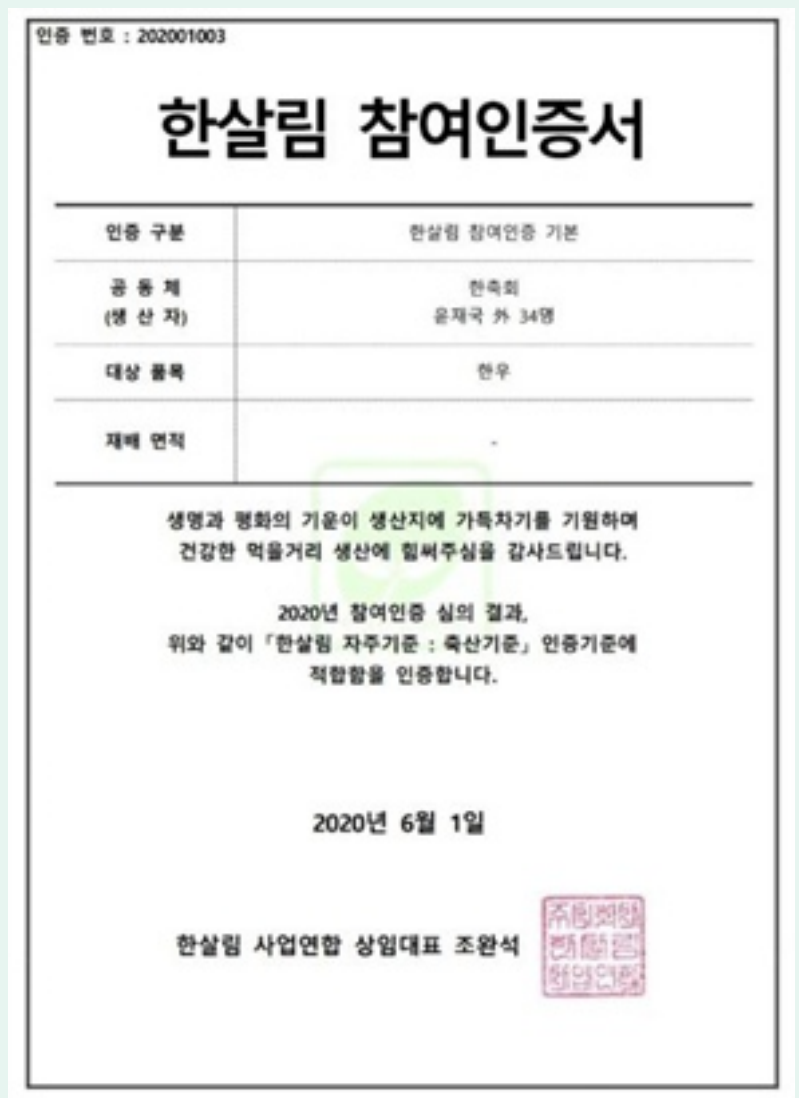 인증 번호 : 202001003
한살림 참여인증서
인증 구분 한살림 참여인증 기본
공 동 체 한축회
(생 산 자) 윤재국 外 34명
대상 품목 한우
재배 면적 -
생명과 평화의 기운이 생산지에 가득차기를 기원하며
건강한 먹을거리 생산에 힘써주심을 감사드립니다.
2020년 참여인증 심의 결과,
위와 같이 「한살림 자주기준 : 축산기준」 인증기준에
적합함을 인증합니다.
2020년 6월 1일
한살림 사업연합 상임대표 조완석